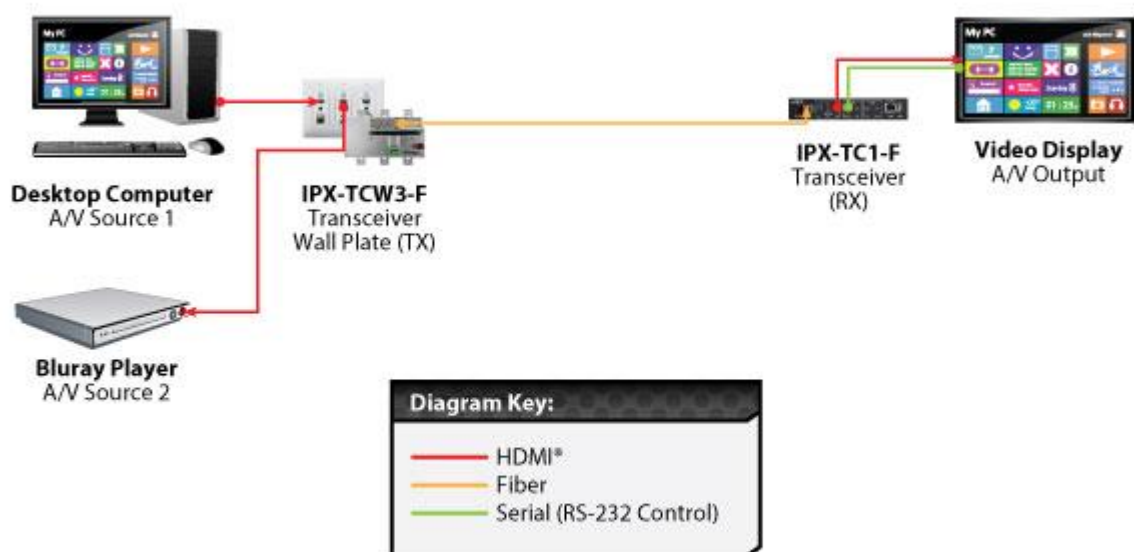 My PC
My PC
Desktop Computer
A/V Source 1
IPX-TCW3-F
Transceiver
Wall Plate (TX)
IPX-TC1-F
Transceiver
(RX)
Video Display
A/V Output
Bluray Player
A/V Source 2
Diagram Key:
HDMI®
Fiber
Serial (RS-232 Control)